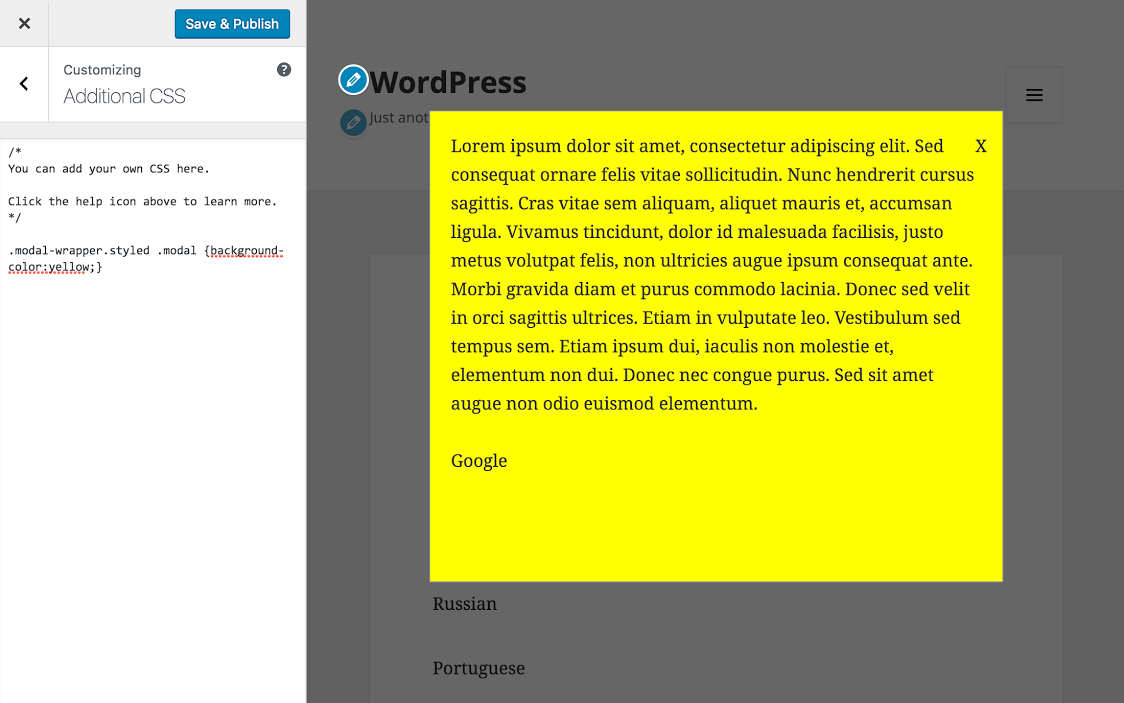 Save & Publish
Customizing
Additional CSS
/*
You can add your own CSS here.
Click the help icon above to learn more.
*/
.modal-wrapper.styled .modal {background-
color:yellow;}
WordPress
Just anot
X
Lorem ipsum dolor sit amet, consectetur adipiscing elit. Sed
consequat ornare felis vitae sollicitudin. Nunc hendrerit cursus
sagittis. Cras vitae sem aliquam, aliquet mauris et, accumsan
ligula. Vivamus tincidunt, dolor id malesuada facilisis, justo
metus volutpat felis, non ultricies augue ipsum consequat ante.
Morbi gravida diam et purus commodo lacinia. Donec sed velit
in orci sagittis ultrices. Etiam in vulputate leo. Vestibulum sed
tempus sem. Etiam ipsum dui, iaculis non molestie et,
elementum non dui. Donec nec congue purus. Sed sit amet
augue non odio euismod elementum.
Google
Russian
Portuguese